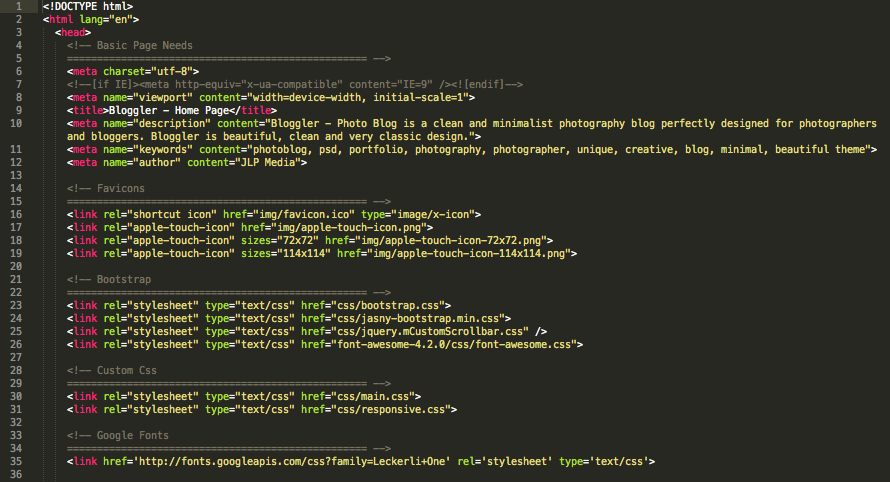 1 <!DOCTYPE html>
2 <html lang="en">
3 <head>
4 <!-- Basic Page Needs
5 ================================================== -->
6 <meta charset="utf-8">
7 <!--[if IE]><meta http-equiv="x-ua-compatible" content="IE=9" /><![endif]-->
8 <meta name="viewport" content="width=device-width, initial-scale=1">
9 <title>Bloggler - Home Page</title>
10 <meta name="description" content="Bloggler - Photo Blog is a clean and minimalist photography blog perfectly designed for photographers
and bloggers. Bloggler is beautiful, clean and very classic design.">
11 <meta name="keywords" content="photoblog, psd, portfolio, photography, photographer, unique, creative, blog, minimal, beautiful theme">
12 <meta name="author" content="JLP Media">
13
14 <!-- Favicons
15 ================================================== -->
16 <link rel="shortcut icon" href="img/favicon.ico" type="image/x-icon">
17 <link rel="apple-touch-icon" href="img/apple-touch-icon.png">
18 <link rel="apple-touch-icon" sizes="72x72" href="img/apple-touch-icon-72x72.png">
19 <link rel="apple-touch-icon" sizes="114x114" href="img/apple-touch-icon-114x114.png">
20
21 <!-- Bootstrap
22 ================================================== -->
23 <link rel="stylesheet" type="text/css" href="css/bootstrap.css">
24 <link rel="stylesheet" type="text/css" href="css/jasny-bootstrap.min.css">
25 <link rel="stylesheet" type="text/css" href="css/jquery.mCustomScrollbar.css" />
26 <link rel="stylesheet" type="text/css" href="font-awesome-4.2.0/css/font-awesome.css">
27
28 <!-- Custom Css
29 ================================================== -->
30 <link rel="stylesheet" type="text/css" href="css/main.css">
31 <link rel="stylesheet" type="text/css" href="css/responsive.css">
32
33 <!-- Google Fonts
34 ================================================== -->
35 <link href='http://fonts.googleapis.com/css?family=Leckerli+One' rel='stylesheet' type='text/css'>
36